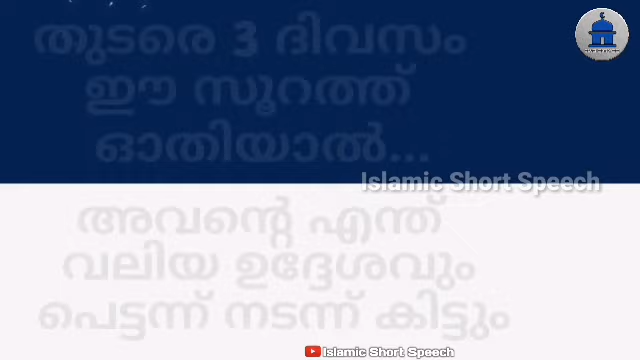 തുടരെ 3 ദിവസം
ഈ സൂറത്ത്
ഓതിയാൽ...
Islamic Short Speech
അവന്റെ എന്ത്
വലിയ ഉദ്ദേശവും
പെട്ടന്ന് നടന്ന് കിട്ടും
Islamic Short Speech